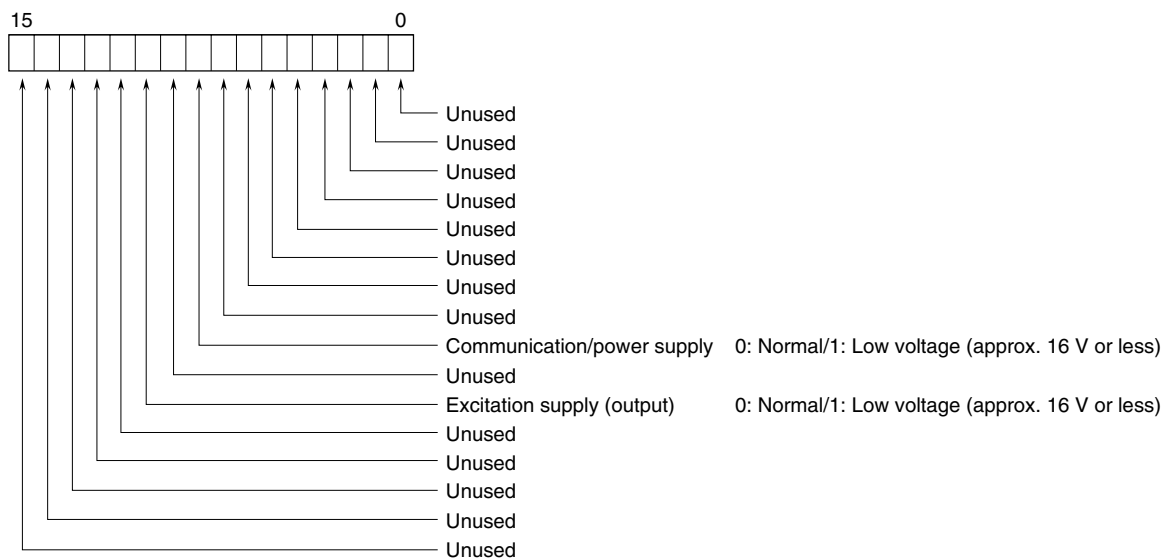 15 0
Unused
Unused
Unused
Unused
Unused
Unused
Unused
Unused
Communication/power supply 0: Normal/1: Low voltage (approx. 16 V or less)
Unused
Excitation supply (output) 0: Normal/1: Low voltage (approx. 16 V or less)
Unused
Unused
Unused
Unused
Unused